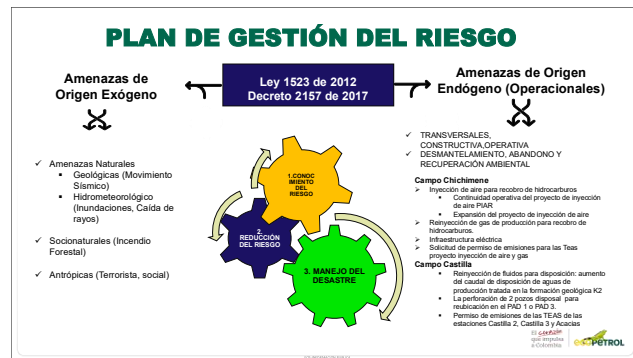 PLAN DE GESTIÓN DEL RIESGO
Amenazas de
Origen Exógeno
Ley 1523 de 2012
Decreto 2157 de 2017
Amenazas de Origen
Endógeno (Operacionales)
✓ Amenazas Naturales
▪ Geológicas (Movimiento
Sísmico)
▪ Hidrometeorológico
(Inundaciones, Caída de
rayos)
✓ Socionaturales (Incendio
Forestal)
✓ Antrópicas (Terrorista, social)
1.CONOC
IMIENTO
DEL
RIESGO
2.
REDUCCIÓN
DEL RIESGO
3. MANEJO DEL
DESASTRE
✓ TRANSVERSALES,
CONSTRUCTIVA,OPERATIVA
✓ DESMANTELAMIENTO, ABANDONO Y
RECUPERACIÓN AMBIENTAL
Campo Chichimene
➢ Inyección de aire para recobro de hidrocarburos
▪ Continuidad operativa del proyecto de inyección
de aire PIAR
▪ Expansión del proyecto de inyección de aire
➢ Reinyección de gas de producción para recobro de
hidrocarburos.
➢ Infraestructura eléctrica
➢ Solicitud de permiso de emisiones para las Teas
proyecto inyección de aire y gas
Campo Castilla
▪ Reinyección de fluidos para disposición: aumento
del caudal de disposición de aguas de
producción tratada en la formación geológica K2
▪ La perforación de 2 pozos disposal para
reubicación en el PAD 1 o PAD 3.
▪ Permiso de emisiones de las TEAS de las
estaciones Castilla 2, Castilla 3 y Acacias
El corazón
que impulsa
a Colombia
ecoPETROL